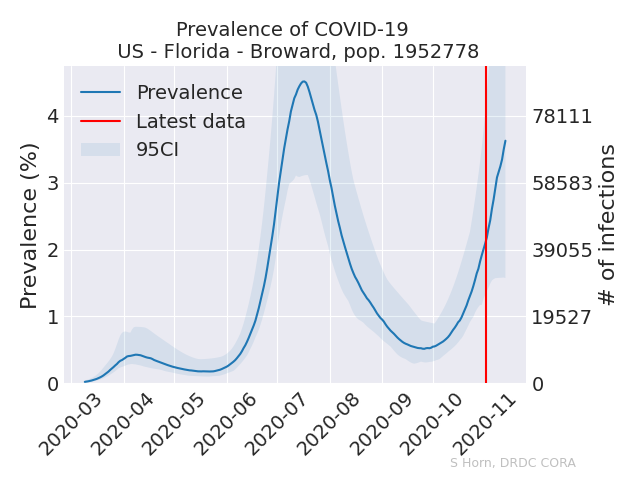 Prevalence of COVID-19
US - Florida - Broward, pop. 1952778
Prevalence
Latest data
95CI
Prevalence (%)
4
3
2
1
0
78111
58583
39055
19527
0
# of infections
2020-03
2020-04
2020-05
2020-06
2020-07
2020-08
2020-09
2020-10
2020-11
S Horn, DRDC CORA